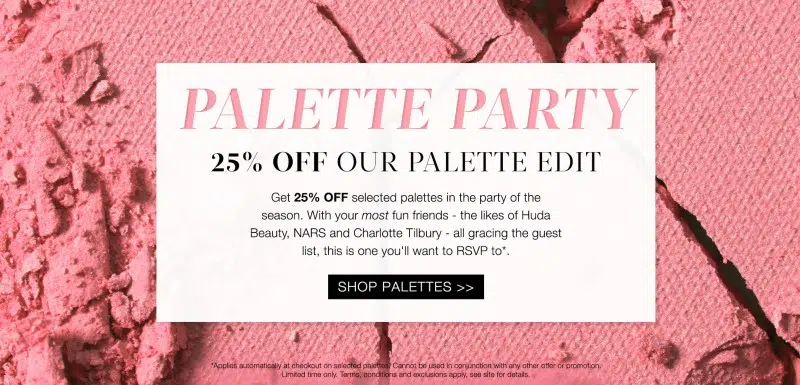 PALETTE PARTY
25% OFF OUR PALETTE EDIT
Get 25% OFF selected palettes in the party of the
season. With your most fun friends - the likes of Huda
Beauty, NARS and Charlotte Tilbury - all gracing the guest
list, this is one you'll want to RSVP to*.
SHOP PALETTES >>
*Applies automatically at checkout on selected palettes. Cannot be used in conjunction with any other offer or promotion.
Limited time only. Terms, conditions and exclusions apply, see site for details.